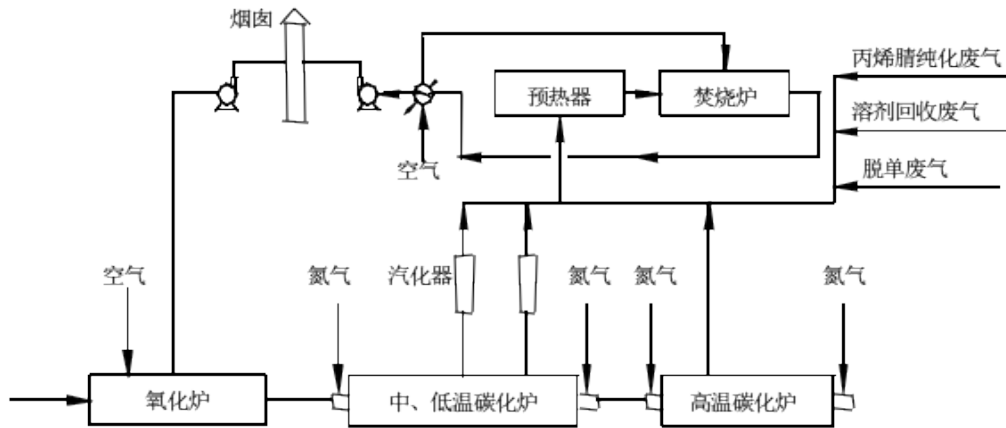 烟囱
丙烯腈纯化废气
预热器
焚烧炉
溶剂回收废气
空气
脱单废气
空气
氮气
汽化器
氮气
氮气
氮气
氧化炉
中、低温碳化炉
高温碳化炉